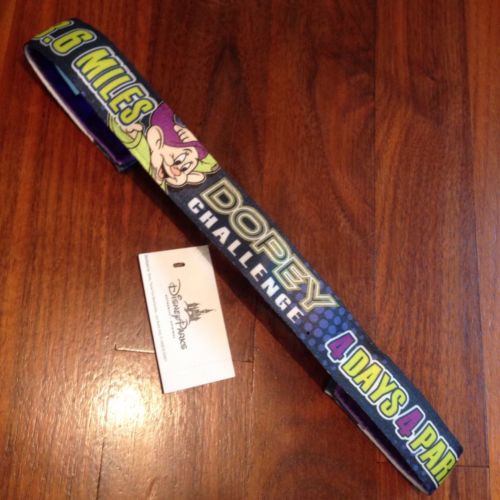 .6 MILES
DOPEY
CHALLENGE
4 DAYS 4 PAR
Disney Parks